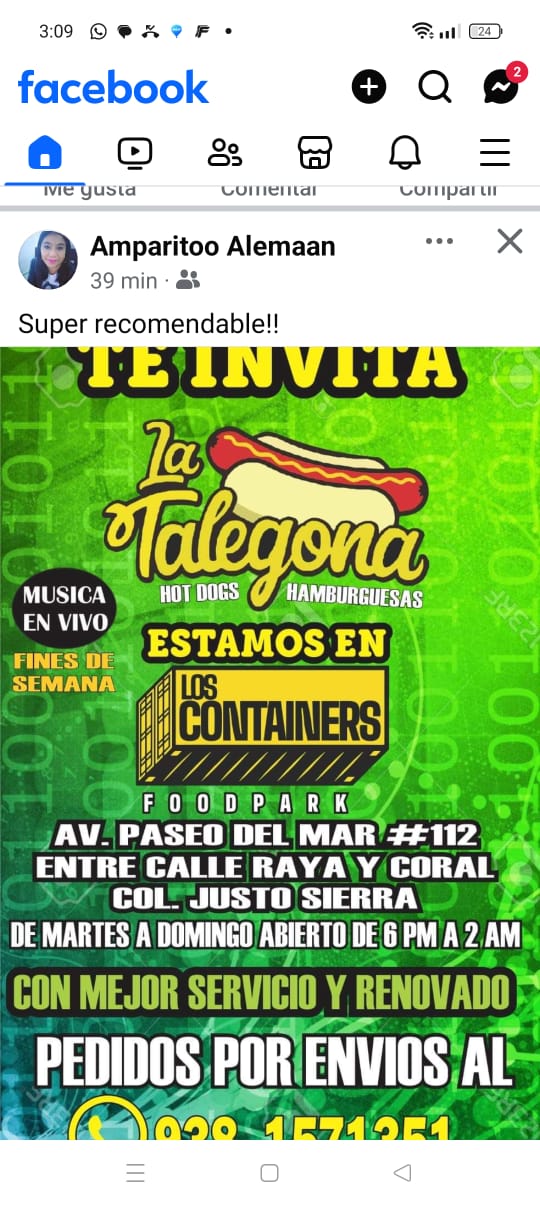 3:09
24
facebook
2
Me gusta Comentar Compartir
Amparitoo Alemaan
39 min ·
Super recomendable!!
TE INVITA
La
Talegona
HOT DOGS HAMBURGUESAS
MUSICA
EN VIVO
FINES DE
SEMANA
ESTAMOS EN
LOS
CONTAINERS
FOODPARK
AV. PASEO DEL MAR #112
ENTRE CALLE RAYA Y CORAL
COL. JUSTO SIERRA
DE MARTES A DOMINGO ABIERTO DE 6 PM A 2 AM
CON MEJOR SERVICIO Y RENOVADO
PEDIDOS POR ENVIOS AL
938 1571351